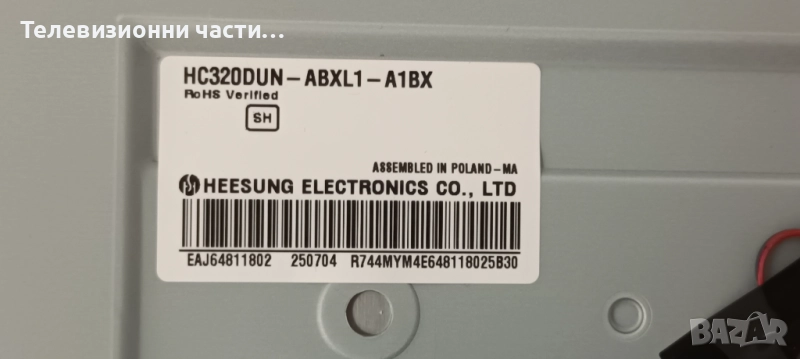 Телевизионни части...
HC320DUN-ABXL1-A1BX
RoHS Verified
SH
ASSEMBLED IN POLAND-MA
HEESUNG ELECTRONICS CO., LTD
EAJ64811802 250704 R744MYM4E648118025B30
BAZAR